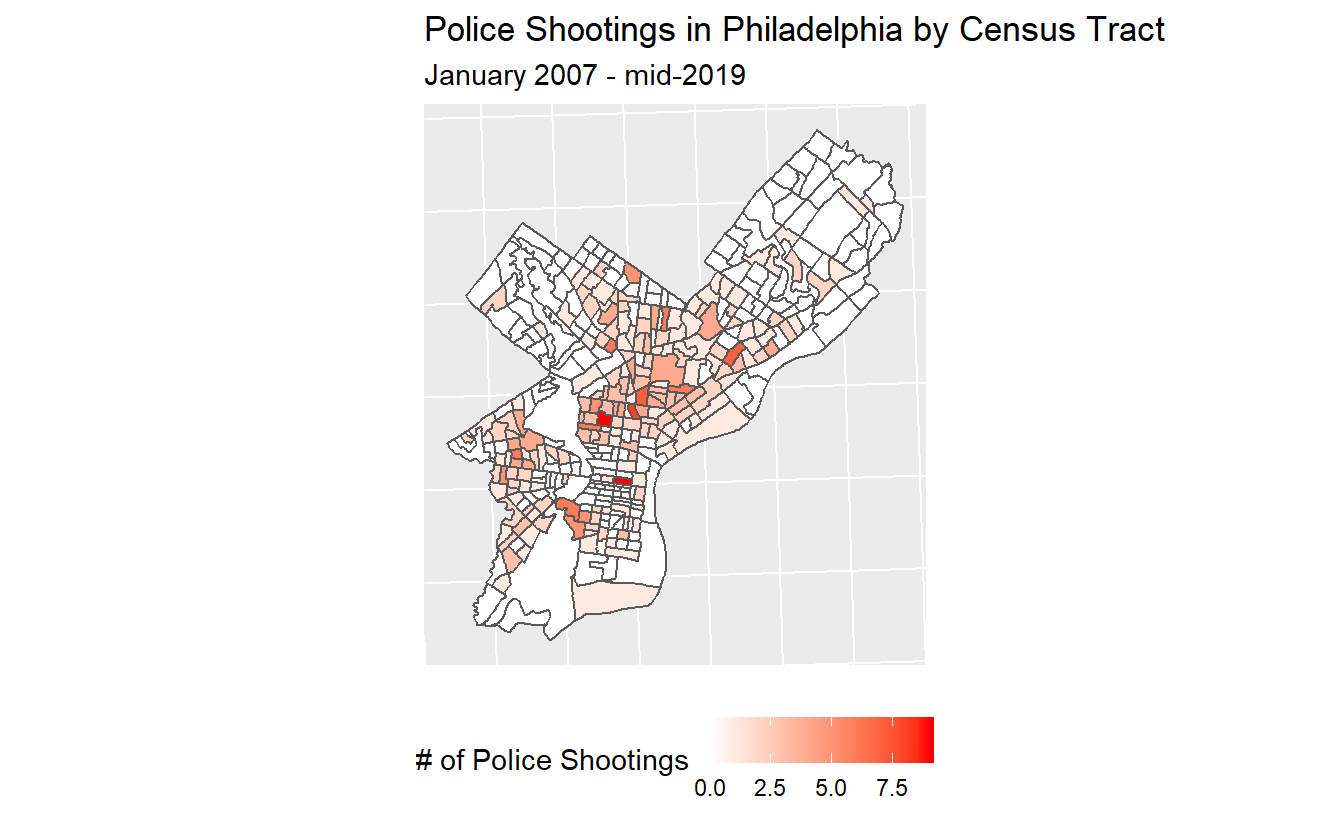 Police Shootings in Philadelphia by Census Tract
January 2007 - mid-2019
# of Police Shootings
0.0 2.5 5.0 7.5